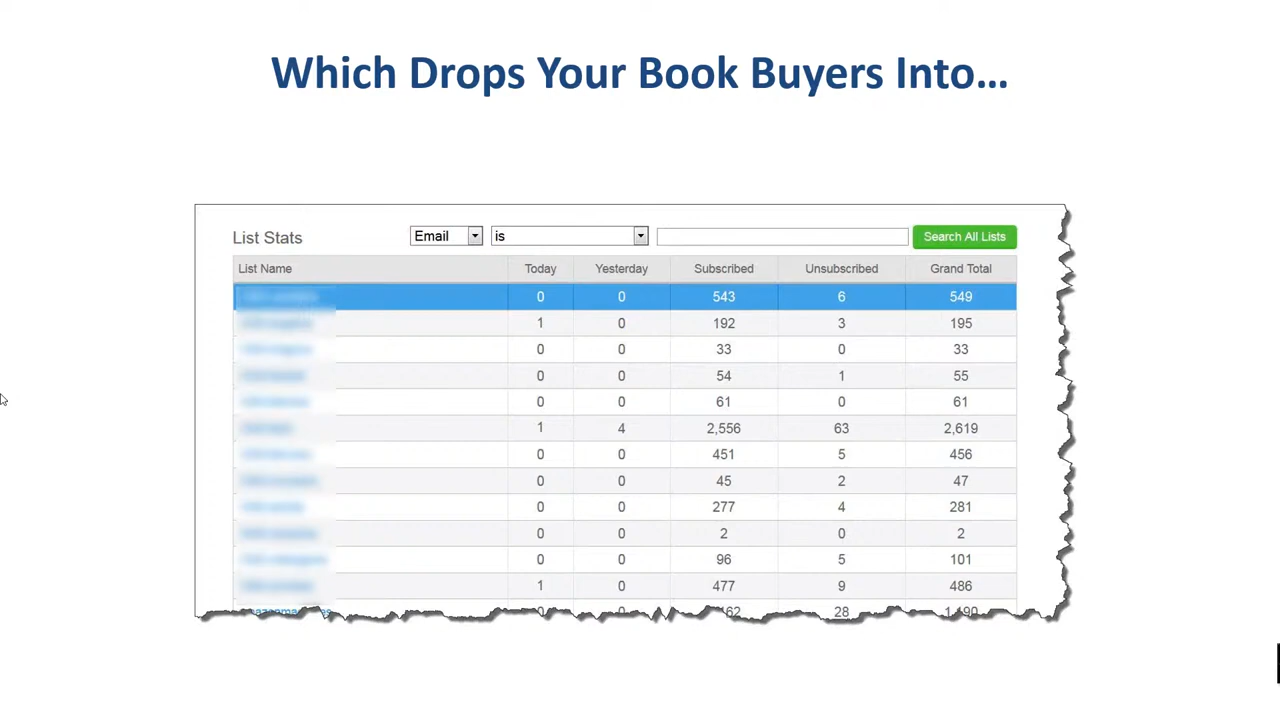 Which Drops Your Book Buyers Into…
List Stats Email is Search All Lists
List Name Today Yesterday Subscribed Unsubscribed Grand Total
0 0 543 6 549
1 0 192 3 195
0 0 33 0 33
0 0 54 1 55
0 0 61 0 61
1 4 2,556 63 2,619
0 0 451 5 456
0 0 45 2 47
0 0 277 4 281
0 0 2 0 2
0 0 96 5 101
1 0 477 9 486
28